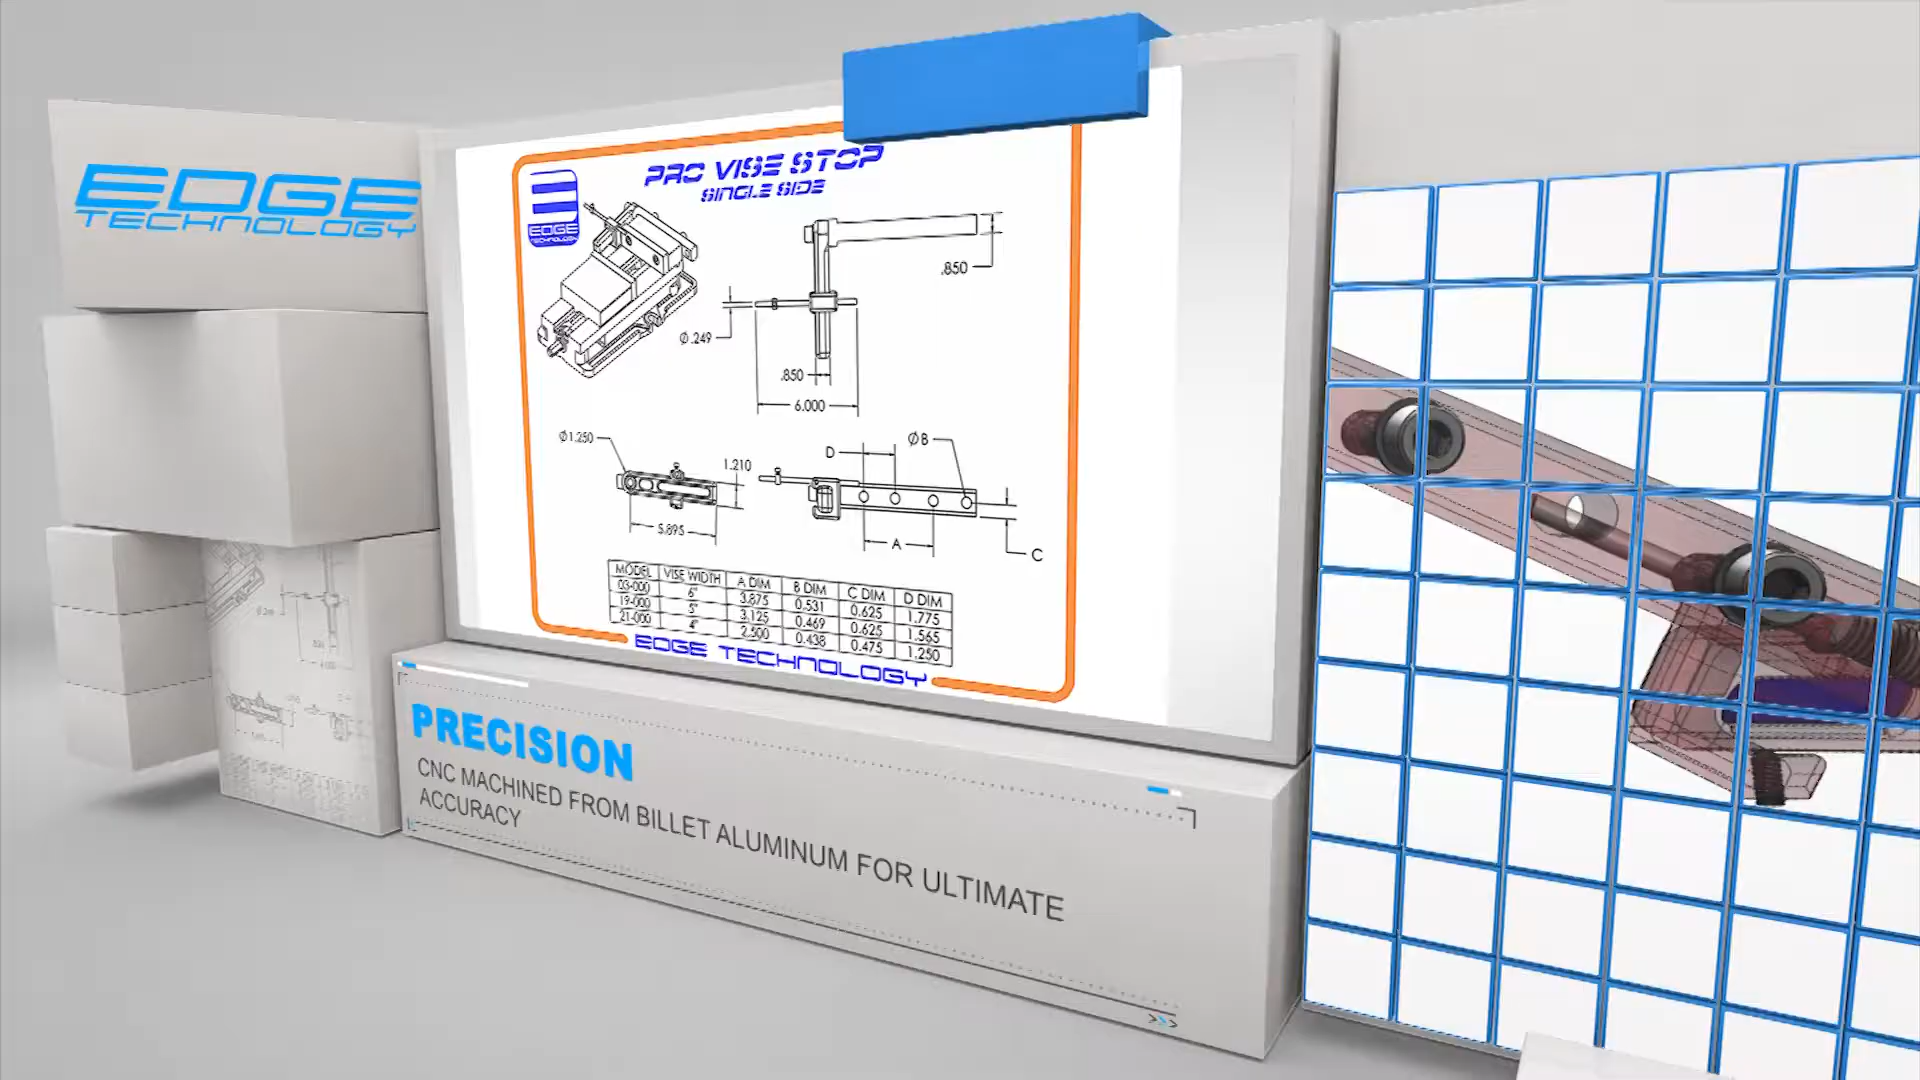 EDGE
TECHNOLOGY
PRO VISE STOP
SINGLE SIDE
EDGE
TECHNOLOGY
.850
Ø .249
.850
6.000
Ø1.250
1.210
5.895
D
ØB
A
C
MODEL VISE WIDTH A DIM B DIM C DIM D DIM
03-000 6" 3.875 0.531 0.625 1.775
19-000 5" 3.125 0.469 0.625 1.565
21-000 4" 2.500 0.438 0.475 1.250
EDGE TECHNOLOGY
PRECISION
CNC MACHINED FROM BILLET ALUMINUM FOR ULTIMATE
ACCURACY